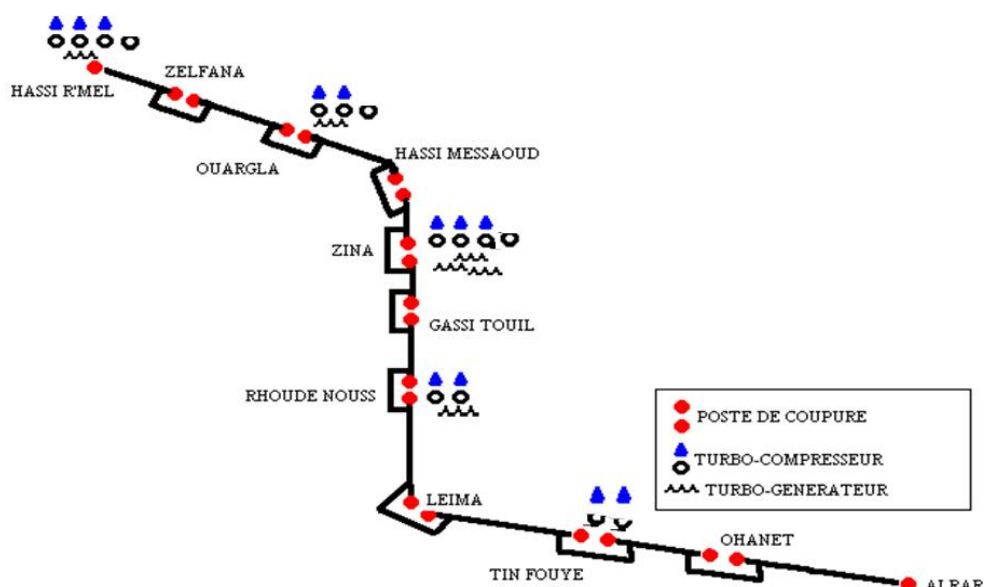 ZELFANA
HASSI R'MEL
HASSI MESSAOUD
OUARGLA
ZINA
GASSI TOUIL
RHOUDE NOUSS
POSTE DE COUPURE
TURBO-COMPRESSEUR
TURBO-GENERATEUR
LEIMA
OHANET
TIN FOUYE
ALRAR